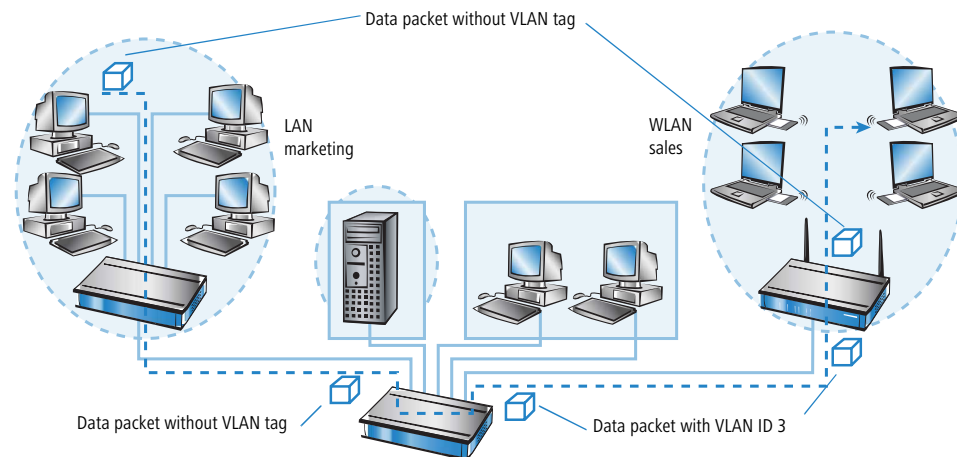 Data packet without VLAN tag
LAN
marketing
WLAN
sales
Data packet without VLAN tag
Data packet with VLAN ID 3